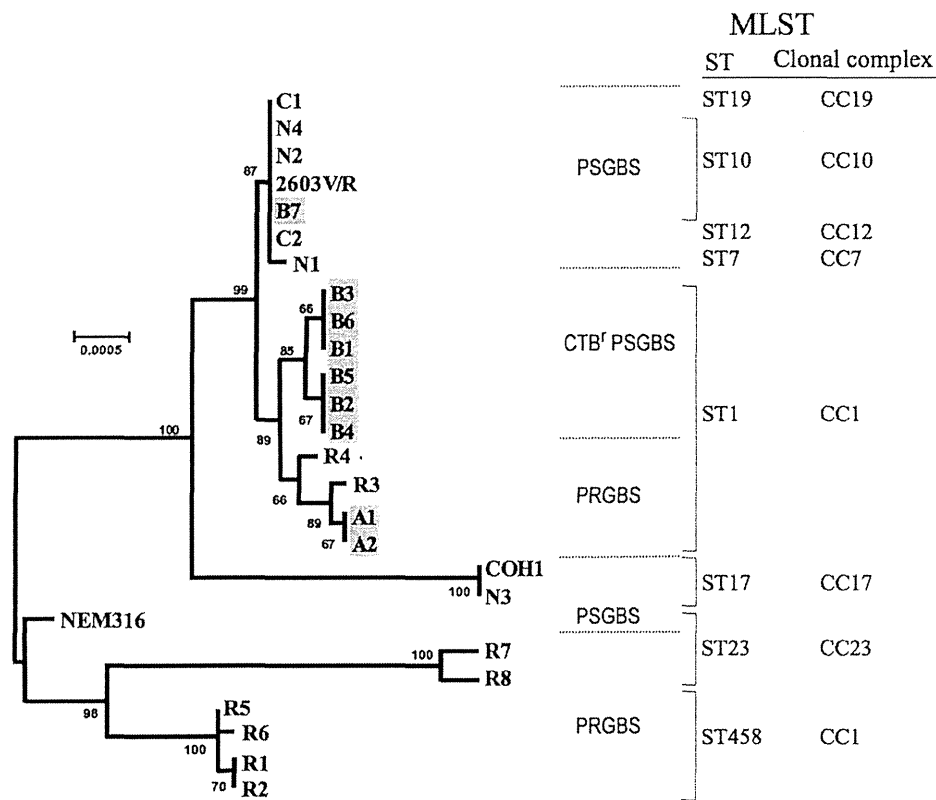 MLST
ST Clonal complex
C1 ST19 CC19
N4
N2
87 2603V/R PSGBS ST10 CC10
B7
C2 ST12 CC12
N1 ST7 CC7
99 B3
66 B6
0.0005 85 B1 CTBr PSGBS
B5
B2 ST1 CC1
67 B4
100 89
R4
66 R3 PRGBS
89 A1
67 A2
COH1 ST17 CC17
100 N3
NEM316 PSGBS
100 R7 ST23 CC23
R8
98 R5
R6 PRGBS ST458 CC1
100 R1
70 R2